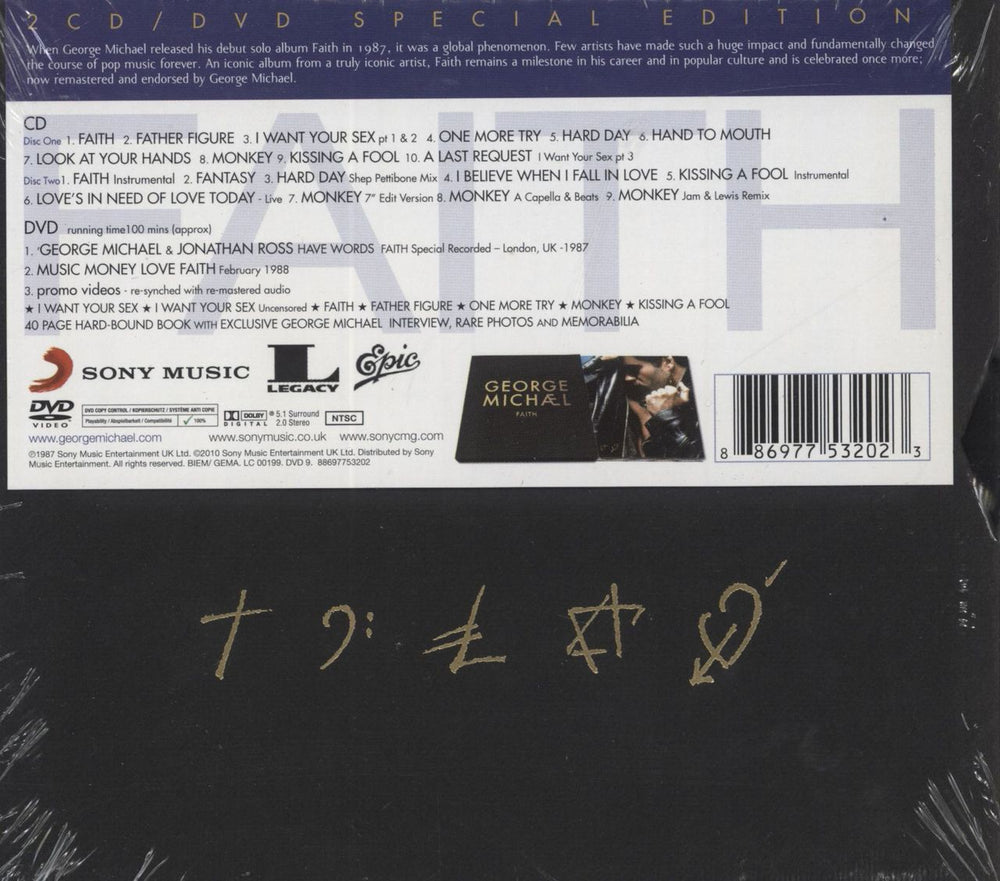 2CD/DVD SPECIAL EDITION
When George Michael released his debut solo album Faith in 1987, it was a global phenomenon. Few artists have made such a huge impact and fundamentally changed
the course of pop music forever. An iconic album from a truly iconic artist, Faith remains a milestone in his career and in popular culture and is celebrated once more;
now remastered and endorsed by George Michael.
FAITH
CD
Disc One 1. FAITH 2. FATHER FIGURE 3. I WANT YOUR SEX pt 1 & 2 4. ONE MORE TRY 5. HARD DAY 6. HAND TO MOUTH
7. LOOK AT YOUR HANDS 8. MONKEY 9. KISSING A FOOL 10. A LAST REQUEST I Want Your Sex pt 3
Disc Two 1. FAITH Instrumental 2. FANTASY 3. HARD DAY Shep Pettibone Mix 4. I BELIEVE WHEN I FALL IN LOVE 5. KISSING A FOOL Instrumental
6. LOVE'S IN NEED OF LOVE TODAY - Live 7. MONKEY 7" Edit Version 8. MONKEY A Capella & Beats 9. MONKEY Jam & Lewis Remix
DVD running time100 mins (approx)
1. 'GEORGE MICHAEL & JONATHAN ROSS HAVE WORDS FAITH Special Recorded – London, UK -1987
2. MUSIC MONEY LOVE FAITH February 1988
3. promo videos - re-synched with re-mastered audio
★ I WANT YOUR SEX ★ I WANT YOUR SEX Uncensored ★ FAITH ★ FATHER FIGURE ★ ONE MORE TRY ★ MONKEY ★ KISSING A FOOL
40 PAGE HARD-BOUND BOOK WITH EXCLUSIVE GEORGE MICHAEL INTERVIEW, RARE PHOTOS AND MEMORABILIA
SONY MUSIC
L
LEGACY
Epic
GEORGE
MICHÆL
FAITH
DVD
VIDEO
DVD COPY CONTROL / KOPIERSCHUTZ / SYSTÈME ANTI COPIE
Playability / Abspielbarkeit / Compatibilité ✓ 100%
DOLBY
DIGITAL
5.1 Surround
2.0 Stereo
NTSC
www.georgemichael.com www.sonymusic.co.uk www.sonycmg.com
℗1987 Sony Music Entertainment UK Ltd. ©2010 Sony Music Entertainment UK Ltd. Distributed by Sony
Music Entertainment. All rights reserved. BIEM/ GEMA. LC 00199. DVD 9. 88697753202
8 86977 53202 3